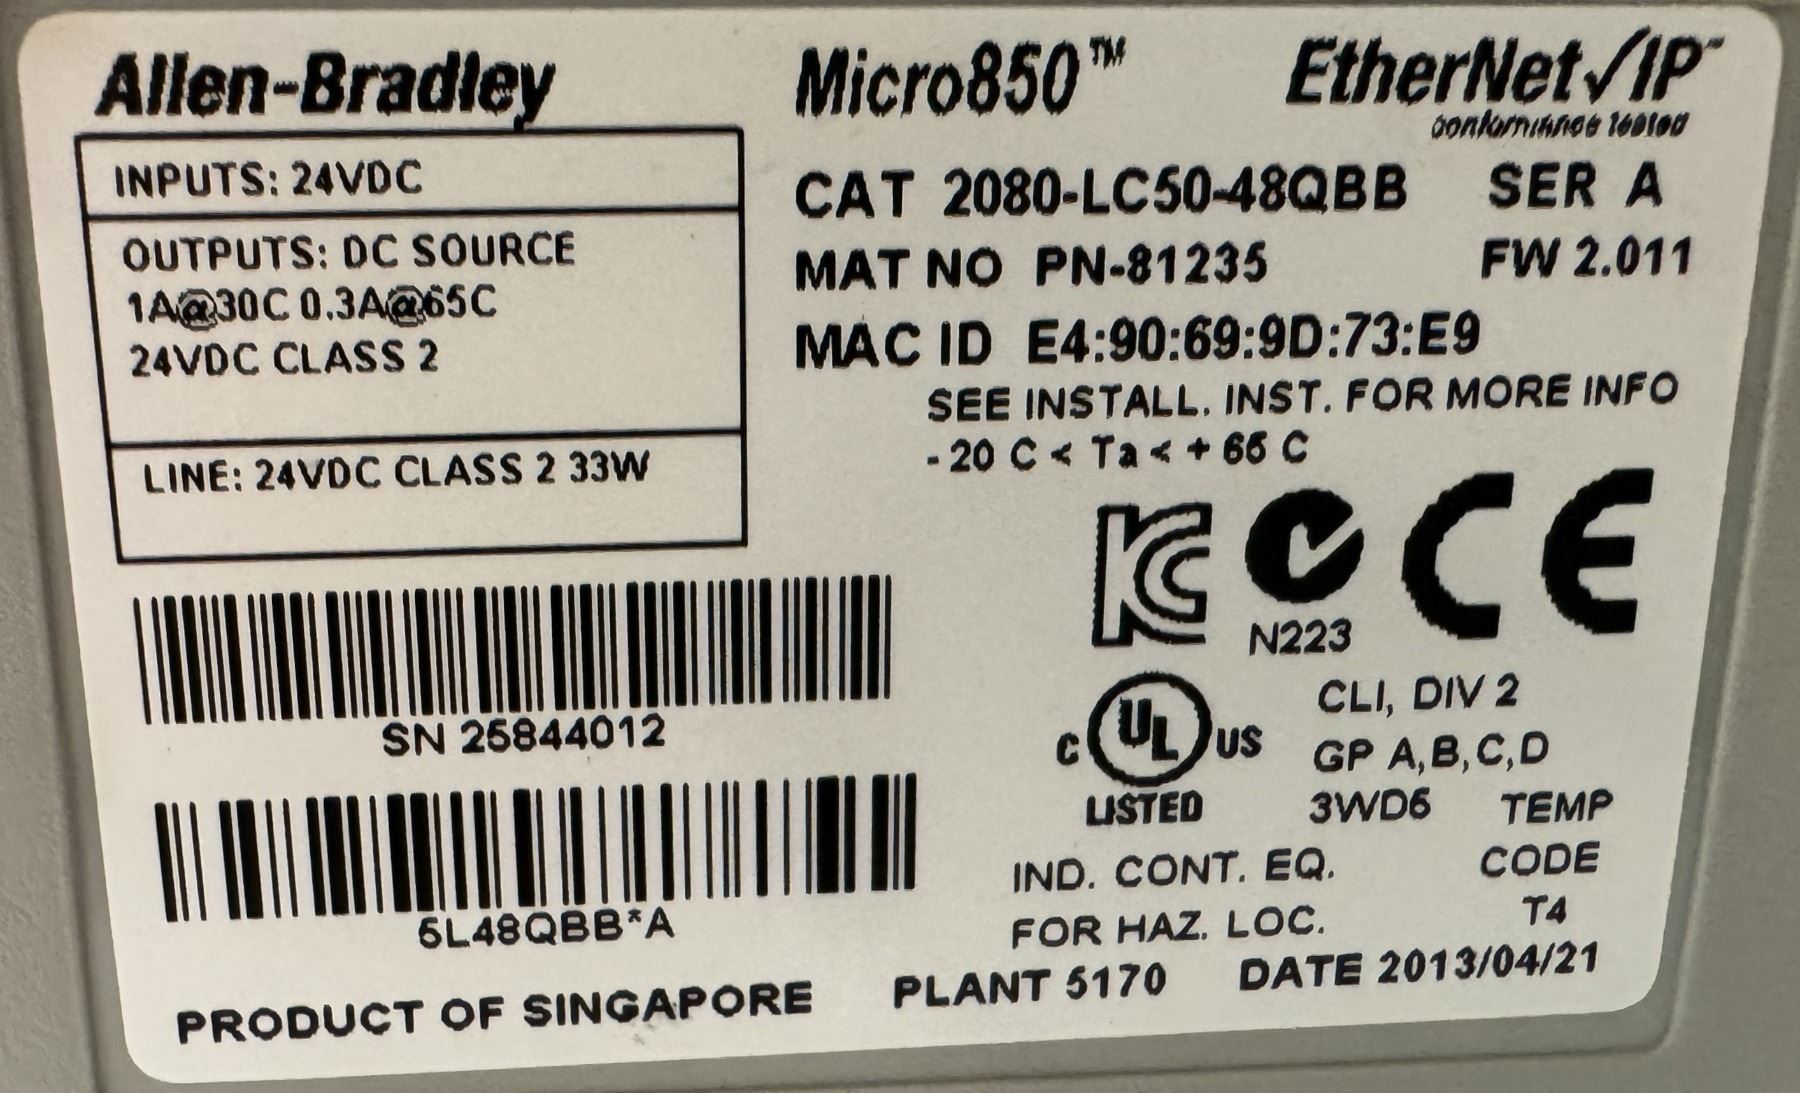 Allen-Bradley
INPUTS: 24VDC
OUTPUTS: DC SOURCE
1A@30C 0.3A@65C
24VDC CLASS 2
LINE: 24VDC CLASS 2 33W
Micro850™
EtherNet/IP™
conformance tested
CAT 2080-LC50-48QBB SER A
MAT NO PN-81235 FW 2.011
MAC ID E4:90:69:9D:73:E9
SEE INSTALL. INST. FOR MORE INFO
-20 C < Ta < + 65 C
N223
CE
SN 25844012
5L48QBB*A
C UL US
LISTED
CLI, DIV 2
GP A,B,C,D
3WD6
TEMP
CODE
T4
IND. CONT. EQ.
FOR HAZ. LOC.
PRODUCT OF SINGAPORE PLANT 5170 DATE 2013/04/21